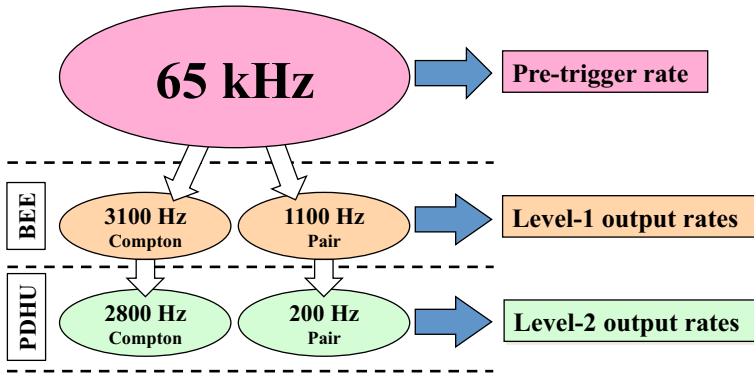 65 kHz
Pre-trigger rate
BEE
3100 Hz
Compton
1100 Hz
Pair
Level-1 output rates
PDHU
2800 Hz
Compton
200 Hz
Pair
Level-2 output rates